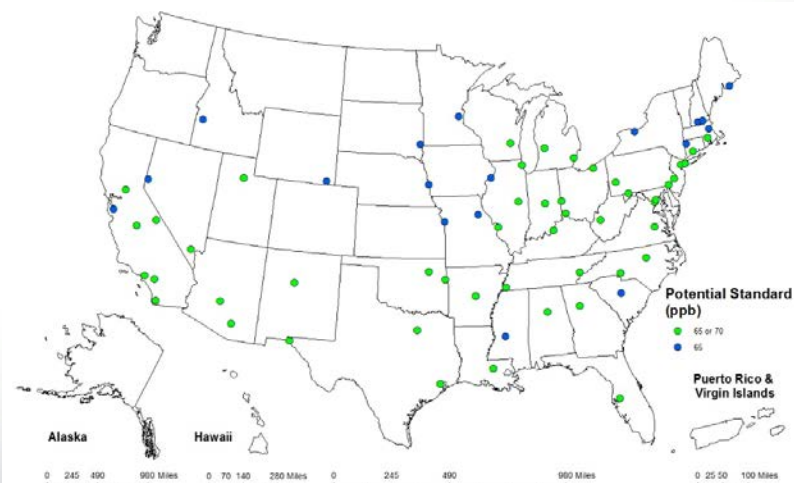 Potential Standard
(ppb)
65 or 70
65
Puerto Rico &
Virgin Islands
Alaska
Hawaii
0 245 490 980 Miles
0 70 140 280 Miles
0 245 490 980 Miles
0 25 50 100 Miles